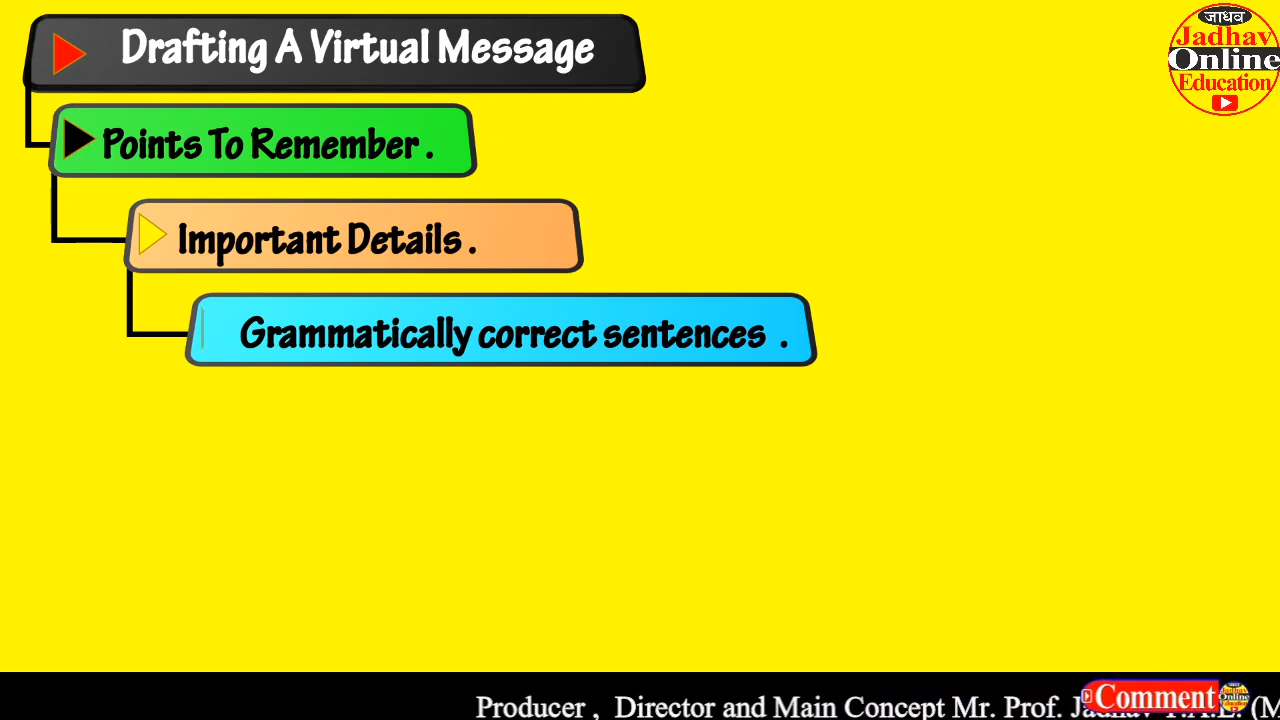 Drafting A Virtual Message
जाधव
Jadhav
Online
Education
Points To Remember .
Important Details .
Grammatically correct sentences .
Producer , Director and Main Concept Mr. Prof.
Comment